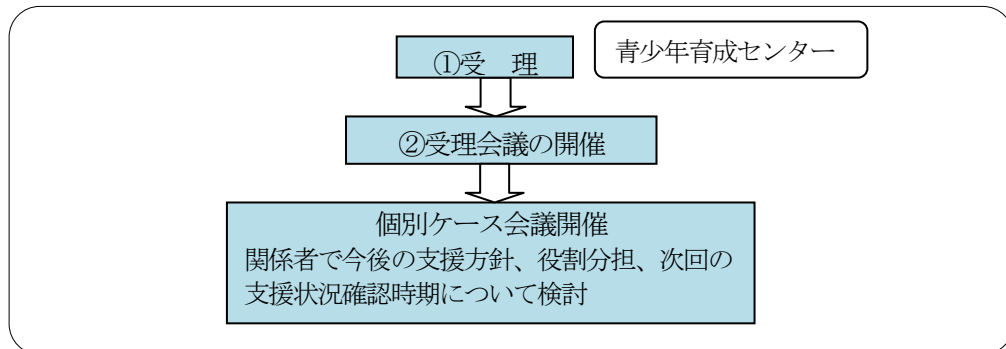 ①受　理
青少年育成センター
②受理会議の開催
個別ケース会議開催
関係者で今後の支援方針、役割分担、次回の
支援状況確認時期について検討